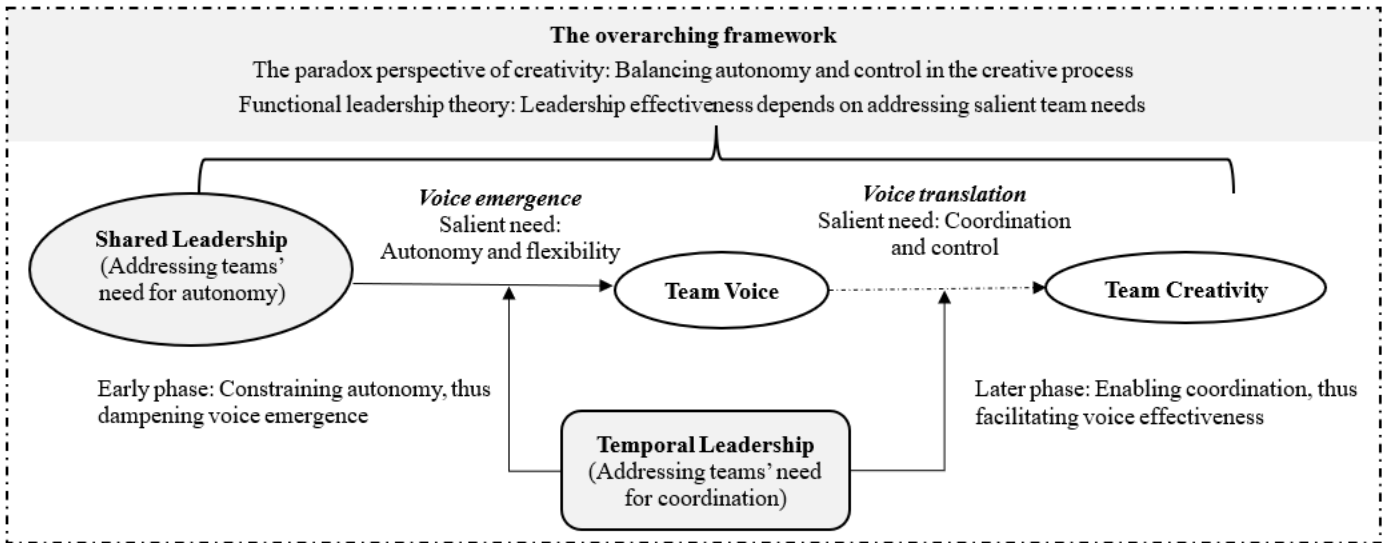 The overarching framework
The paradox perspective of creativity: Balancing autonomy and control in the creative process
Functional leadership theory: Leadership effectiveness depends on addressing salient team needs
Voice emergence
Salient need:
Autonomy and flexibility
Voice translation
Salient need: Coordination
and control
Shared Leadership
(Addressing teams’
need for autonomy)
Team Voice
Team Creativity
Early phase: Constraining autonomy, thus
dampening voice emergence
Later phase: Enabling coordination, thus
facilitating voice effectiveness
Temporal Leadership
(Addressing teams’ need
for coordination)